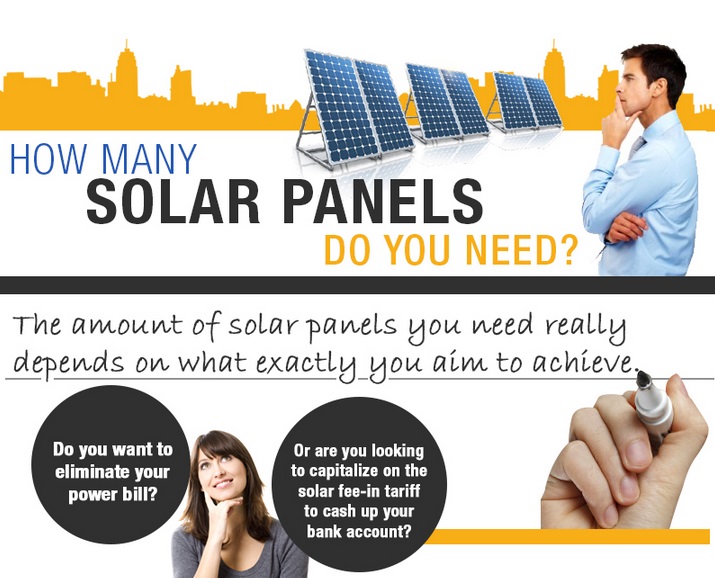 HOW MANY
SOLAR PANELS
DO YOU NEED?
The amount of solar panels you need really
depends on what exactly you aim to achieve.
Do you want to
eliminate your
power bill?
Or are you looking
to capitalize on the
solar fee-in tariff
to cash up your
bank account?